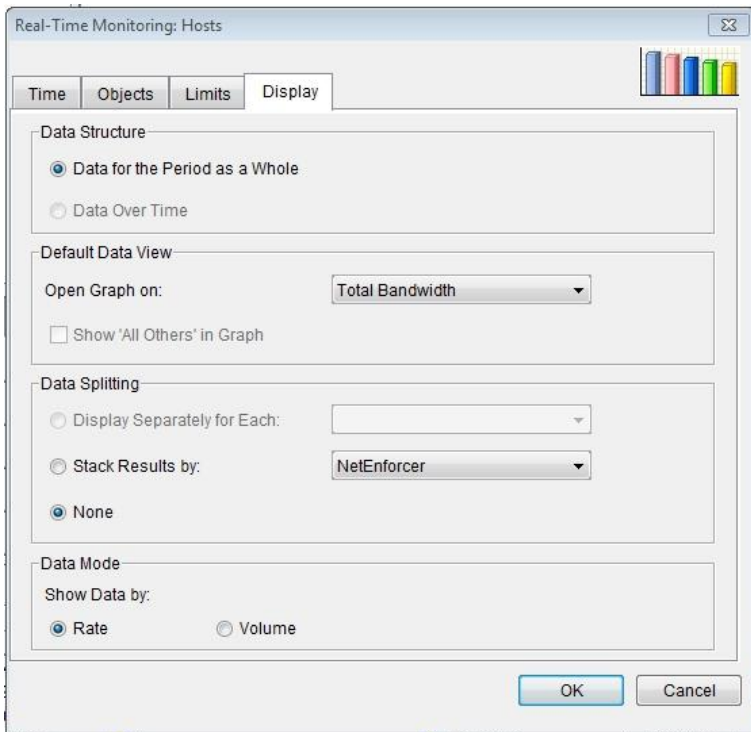 Real-Time Monitoring: Hosts
Time Objects Limits Display
Data Structure
Data for the Period as a Whole
Data Over Time
Default Data View
Open Graph on: Total Bandwidth
Show 'All Others' in Graph
Data Splitting
Display Separately for Each:
Stack Results by: NetEnforcer
None
Data Mode
Show Data by:
Rate Volume
OK Cancel